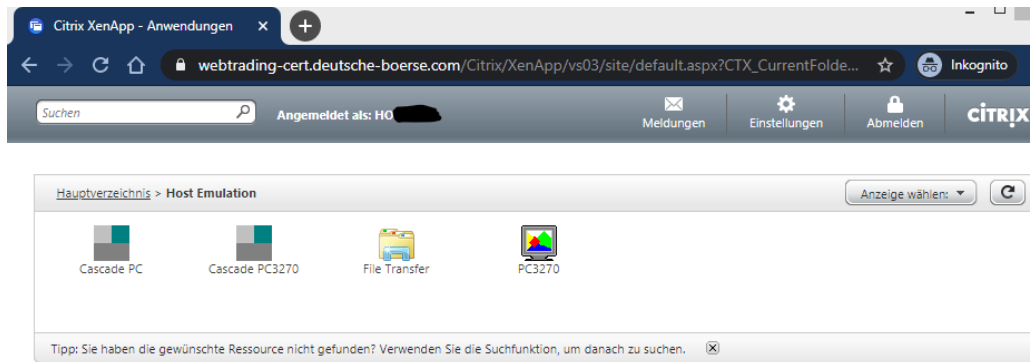 Citrix XenApp - Anwendungen
webtrading-cert.deutsche-boerse.com/Citrix/XenApp/vs03/site/default.aspx?CTX_CurrentFolde... Inkognito
Suchen Angemeldet als: HO Meldungen Einstellungen Abmelden CITRIX
Hauptverzeichnis > Host Emulation Anzeige wählen:
Cascade PC Cascade PC3270 File Transfer PC3270
Tipp: Sie haben die gewünschte Ressource nicht gefunden? Verwenden Sie die Suchfunktion, um danach zu suchen.